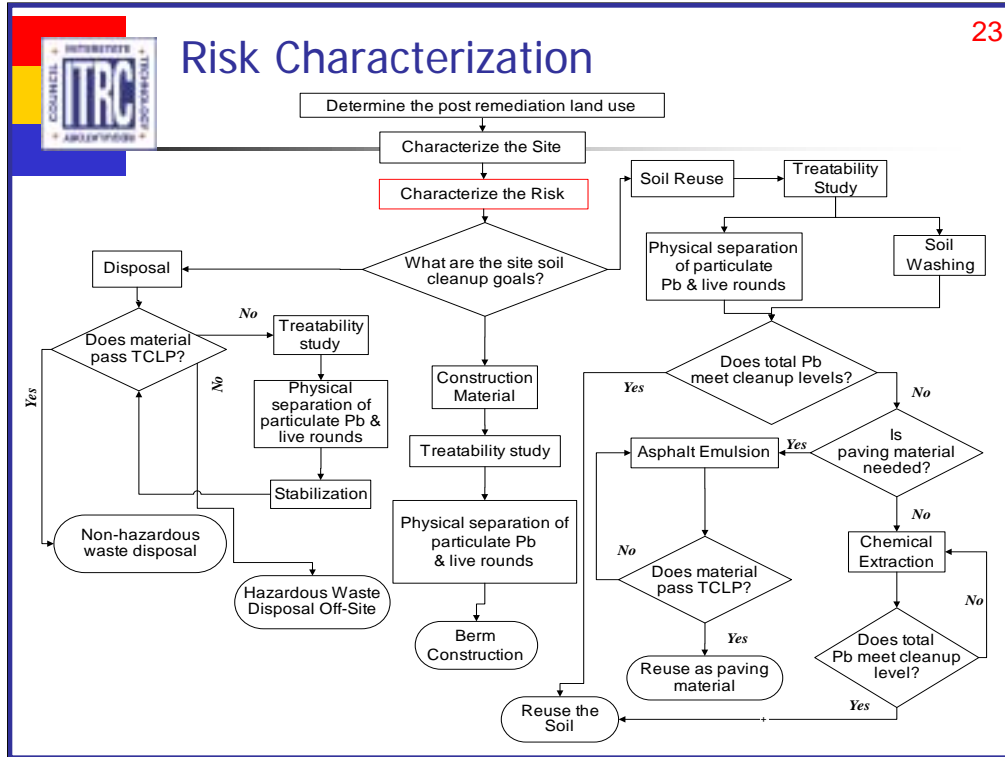 23
Risk Characterization
INTERSTATE
TECHNOLOGY
REGULATORY
COUNCIL
ITRC
Determine the post remediation land use
Characterize the Site
Characterize the Risk
What are the site soil
cleanup goals?
Disposal
Does material
pass TCLP?
No
No
Yes
Treatability
study
Physical
separation of
particulate Pb &
live rounds
Stabilization
Non-hazardous
waste disposal
Hazardous Waste
Disposal Off-Site
Construction
Material
Treatability study
Physical separation of
particulate Pb
& live rounds
Berm
Construction
Soil Reuse
Treatability
Study
Physical separation
of particulate
Pb & live rounds
Soil
Washing
Does total Pb
meet cleanup levels?
Yes
No
Is
paving material
needed?
Yes
No
Asphalt Emulsion
Does material
pass TCLP?
No
Yes
Reuse as paving
material
Chemical
Extraction
Does total
Pb meet cleanup
level?
No
Yes
Reuse the
Soil